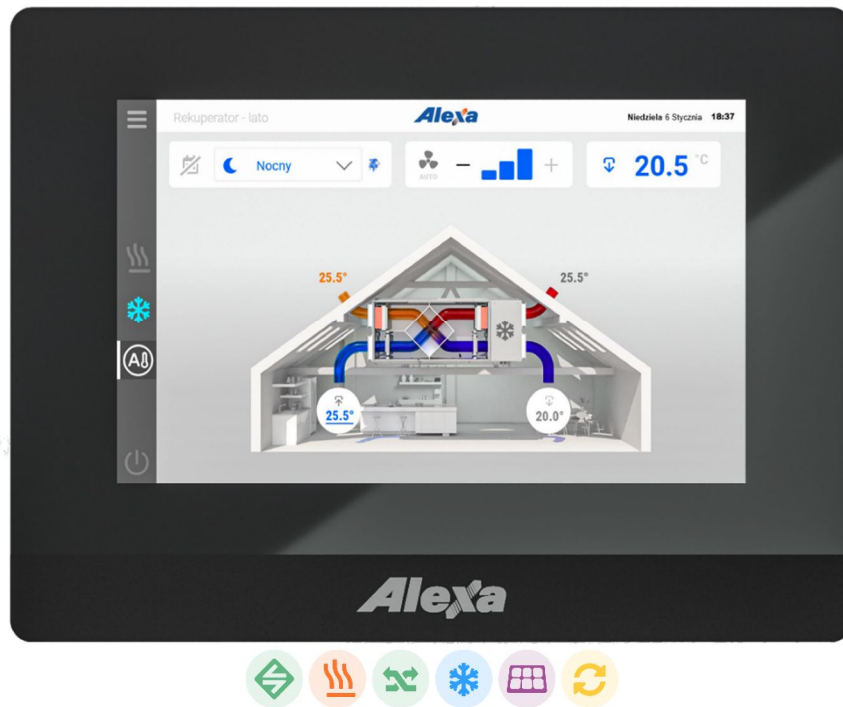 Rekuperator - lato
Alexa
Niedziela 6 Stycznia 18:37
Nocny
AUTO
− +
20.5 °C
25.5°
25.5°
A
25.5°
20.0°
Alexa